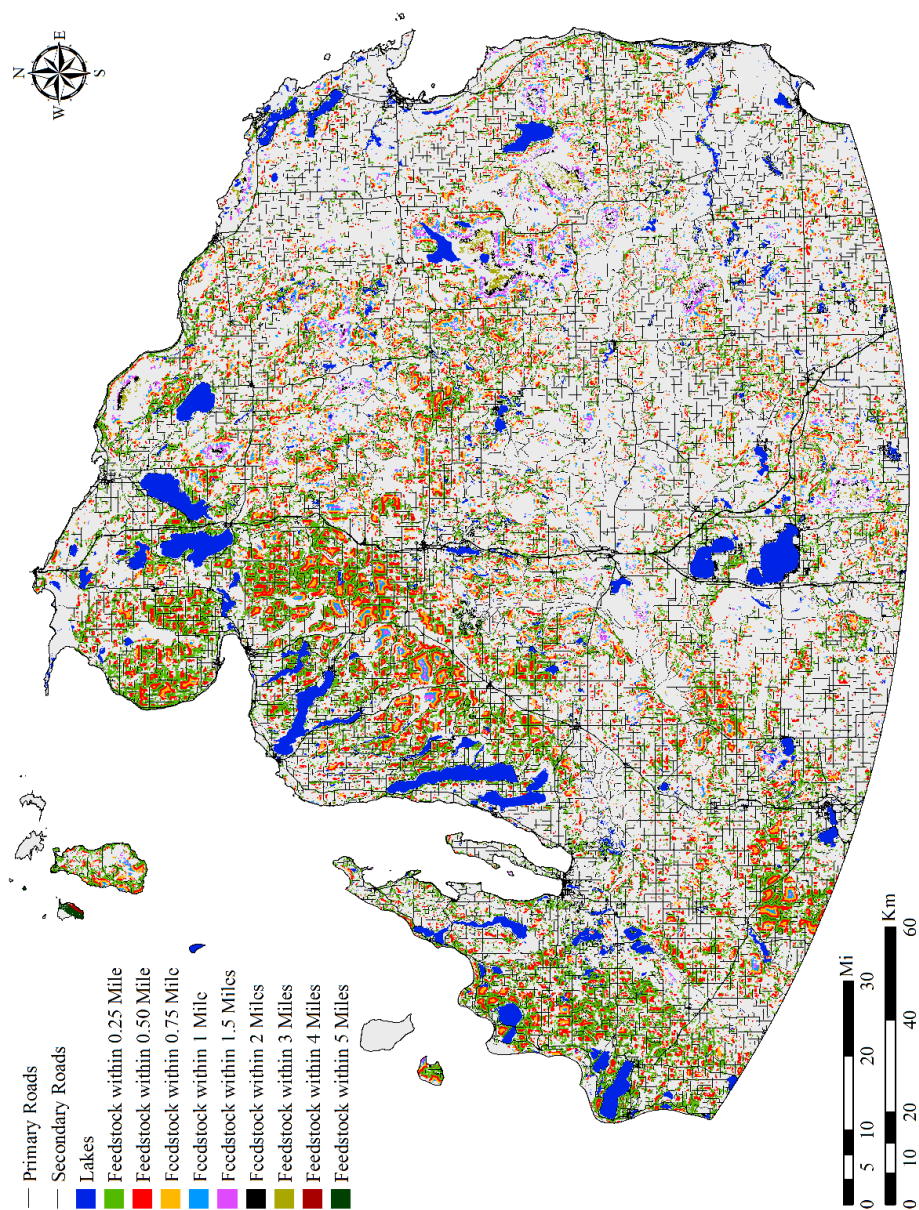 N
E
S
W
Primary Roads
Secondary Roads
Lakes
Feedstock within 0.25 Mile
Feedstock within 0.50 Mile
Feedstock within 0.75 Mile
Feedstock within 1 Mile
Feedstock within 1.5 Miles
Feedstock within 2 Miles
Feedstock within 3 Miles
Feedstock within 4 Miles
Feedstock within 5 Miles
0 5 10 20 30
Mi
Km
0 10 20 40 60